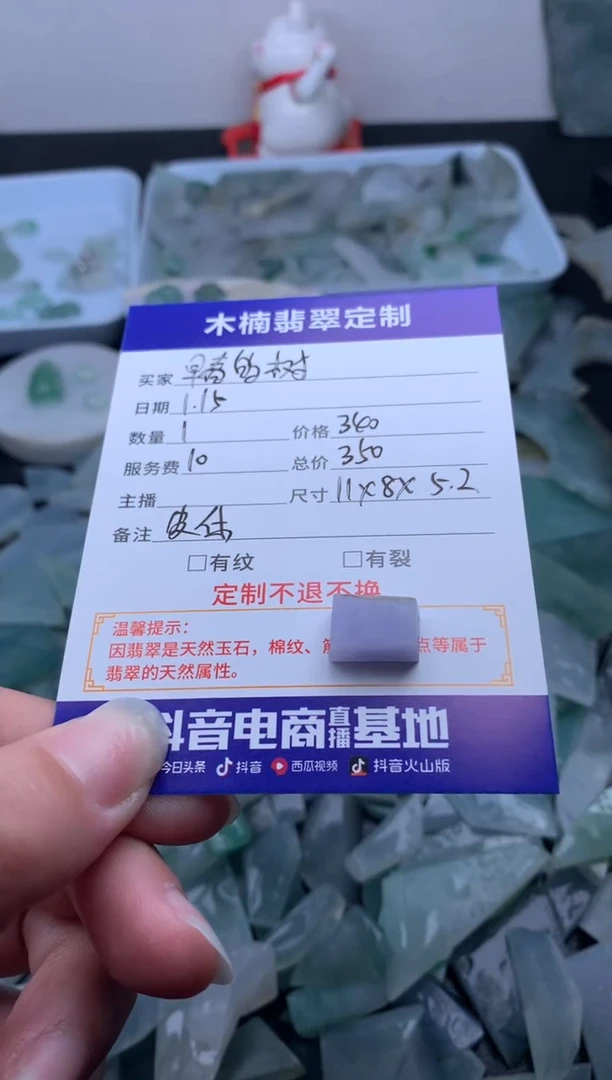 木楠翡翠定制
买家 的树
日期 1.15
数量 1 价格 340
服务费 10 总价 350
主播 尺寸 11×8×5.2
备注
□有纹 □有裂
定制不退不换
温馨提示:
因翡翠是天然玉石,棉纹、 点等属于
翡翠的天然属性。
抖音电商直播基地
今日头条 抖音 西瓜视频 抖音火山版